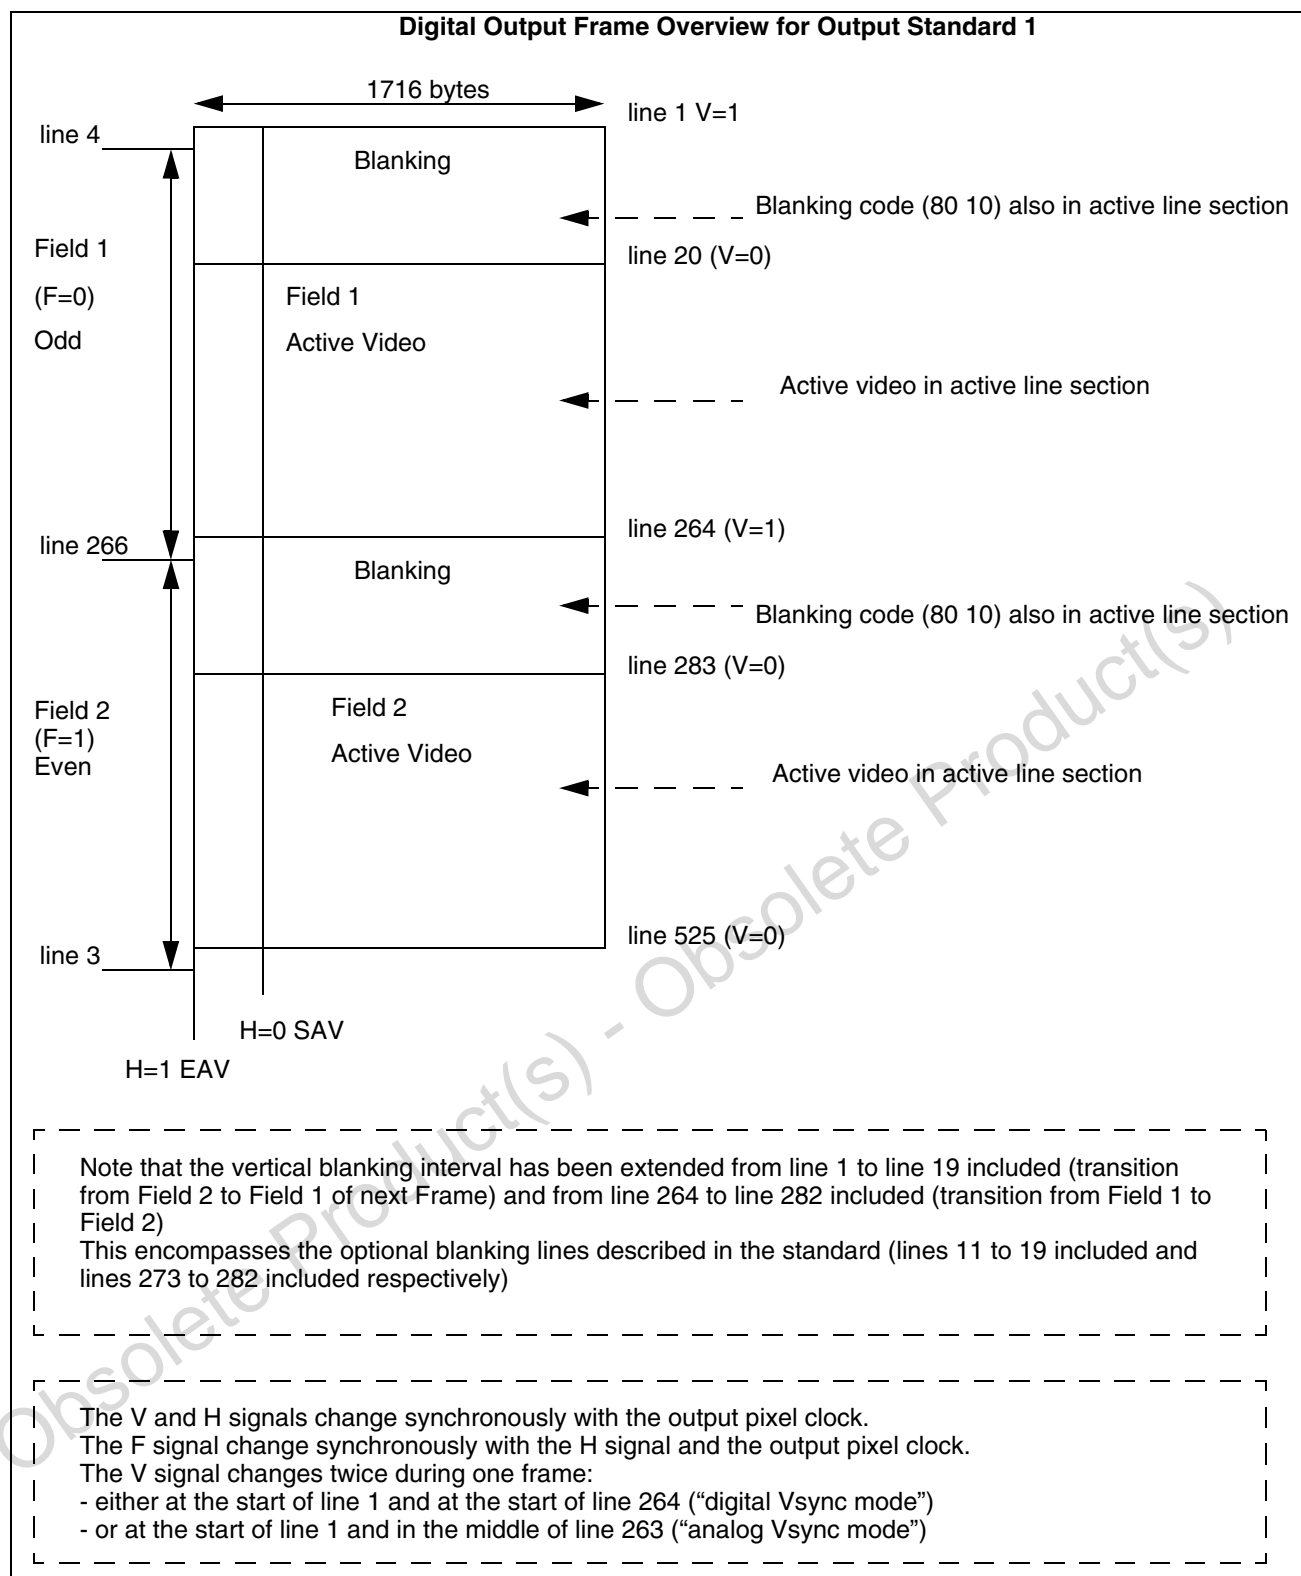 Digital Output Frame Overview for Output Standard 1
1716 bytes
line 1 V=1
line 4
Blanking
Blanking code (80 10) also in active line section
Field 1
(F=0)
Odd
line 20 (V=0)
Field 1
Active Video
Active video in active line section
line 264 (V=1)
line 266
Blanking
Blanking code (80 10) also in active line section
line 283 (V=0)
Field 2
(F=1)
Even
Field 2
Active Video
Active video in active line section
line 525 (V=0)
line 3
H=0 SAV
H=1 EAV
Note that the vertical blanking interval has been extended from line 1 to line 19 included (transition
from Field 2 to Field 1 of next Frame) and from line 264 to line 282 included (transition from Field 1 to
Field 2)
This encompasses the optional blanking lines described in the standard (lines 11 to 19 included and
lines 273 to 282 included respectively)
The V and H signals change synchronously with the output pixel clock.
The F signal change synchronously with the H signal and the output pixel clock.
The V signal changes twice during one frame:
- either at the start of line 1 and at the start of line 264 (“digital Vsync mode”)
- or at the start of line 1 and in the middle of line 263 (“analog Vsync mode”)
Obsolete Product(s) - Obsolete Product(s)